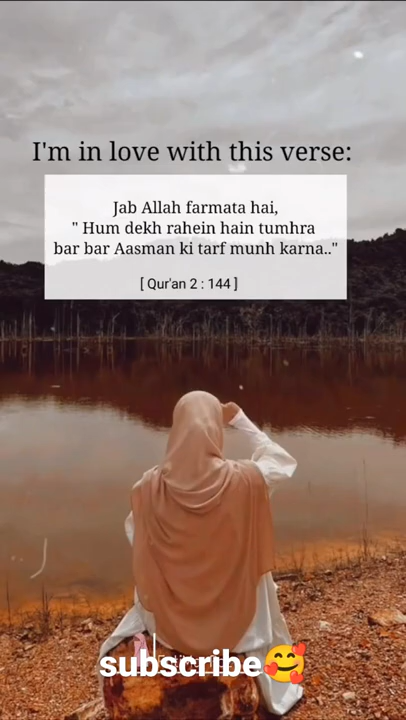 I'm in love with this verse:
Jab Allah farmata hai,
" Hum dekh rahein hain tumhra
bar bar Aasman ki tarf munh karna.."
[ Qur'an 2 : 144 ]
subscribe🥰